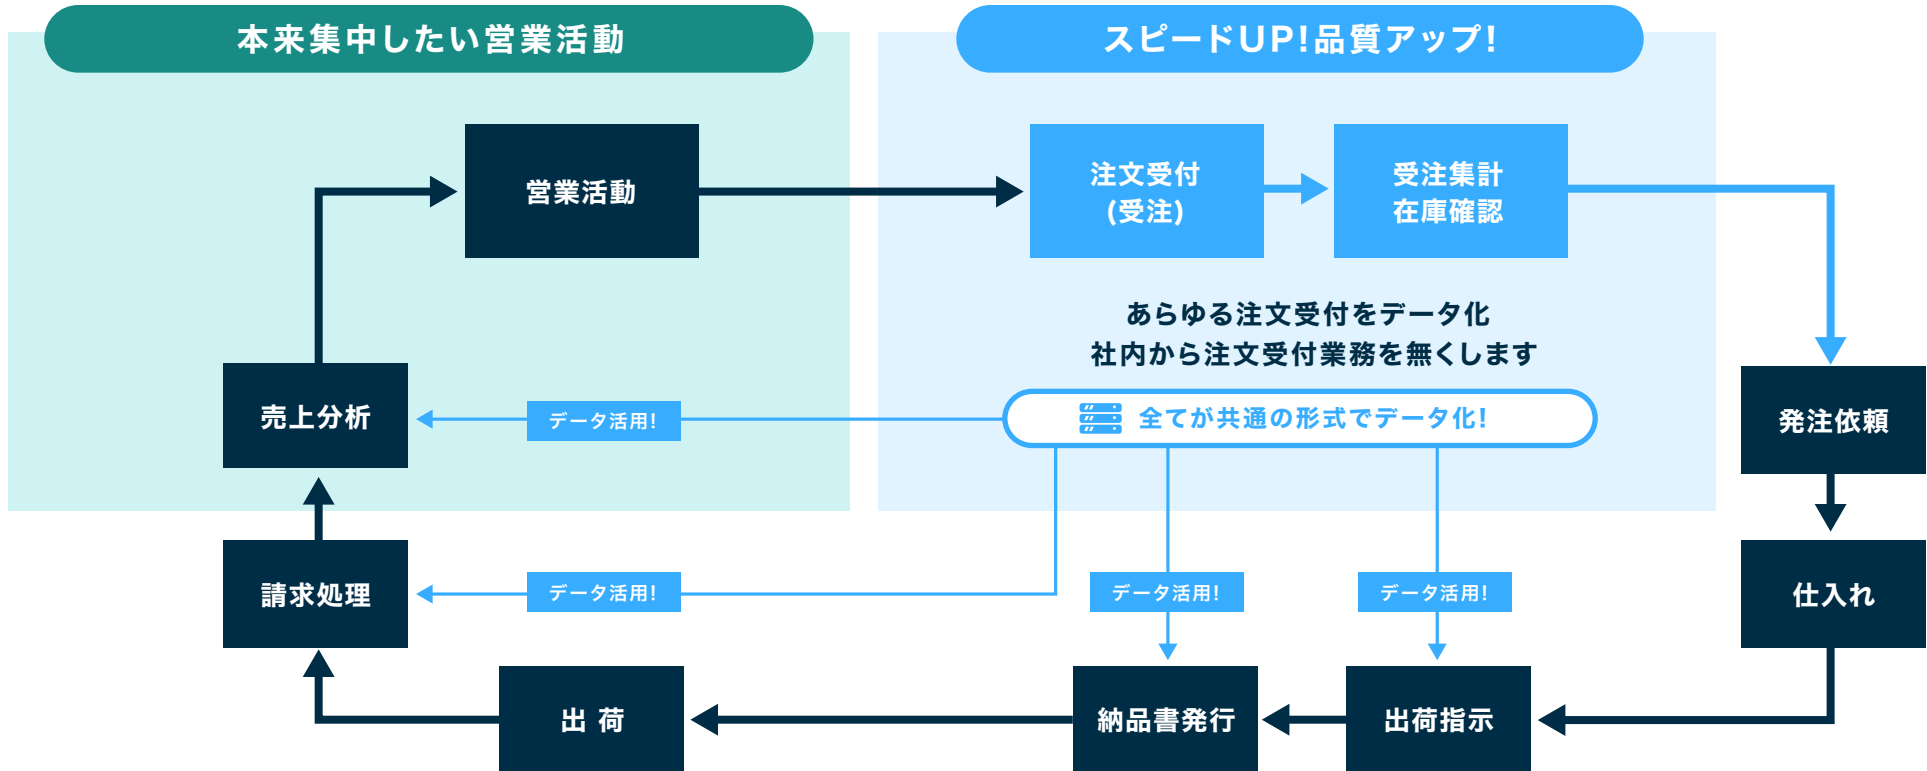 本来集中したい営業活動
スピードUP!品質アップ!
営業活動
注文受付
(受注)
受注集計
在庫確認
あらゆる注文受付をデータ化
社内から注文受付業務を無くします
全てが共通の形式でデータ化!
売上分析
データ活用!
発注依頼
請求処理
データ活用!
データ活用!
データ活用!
仕入れ
出 荷
納品書発行
出荷指示